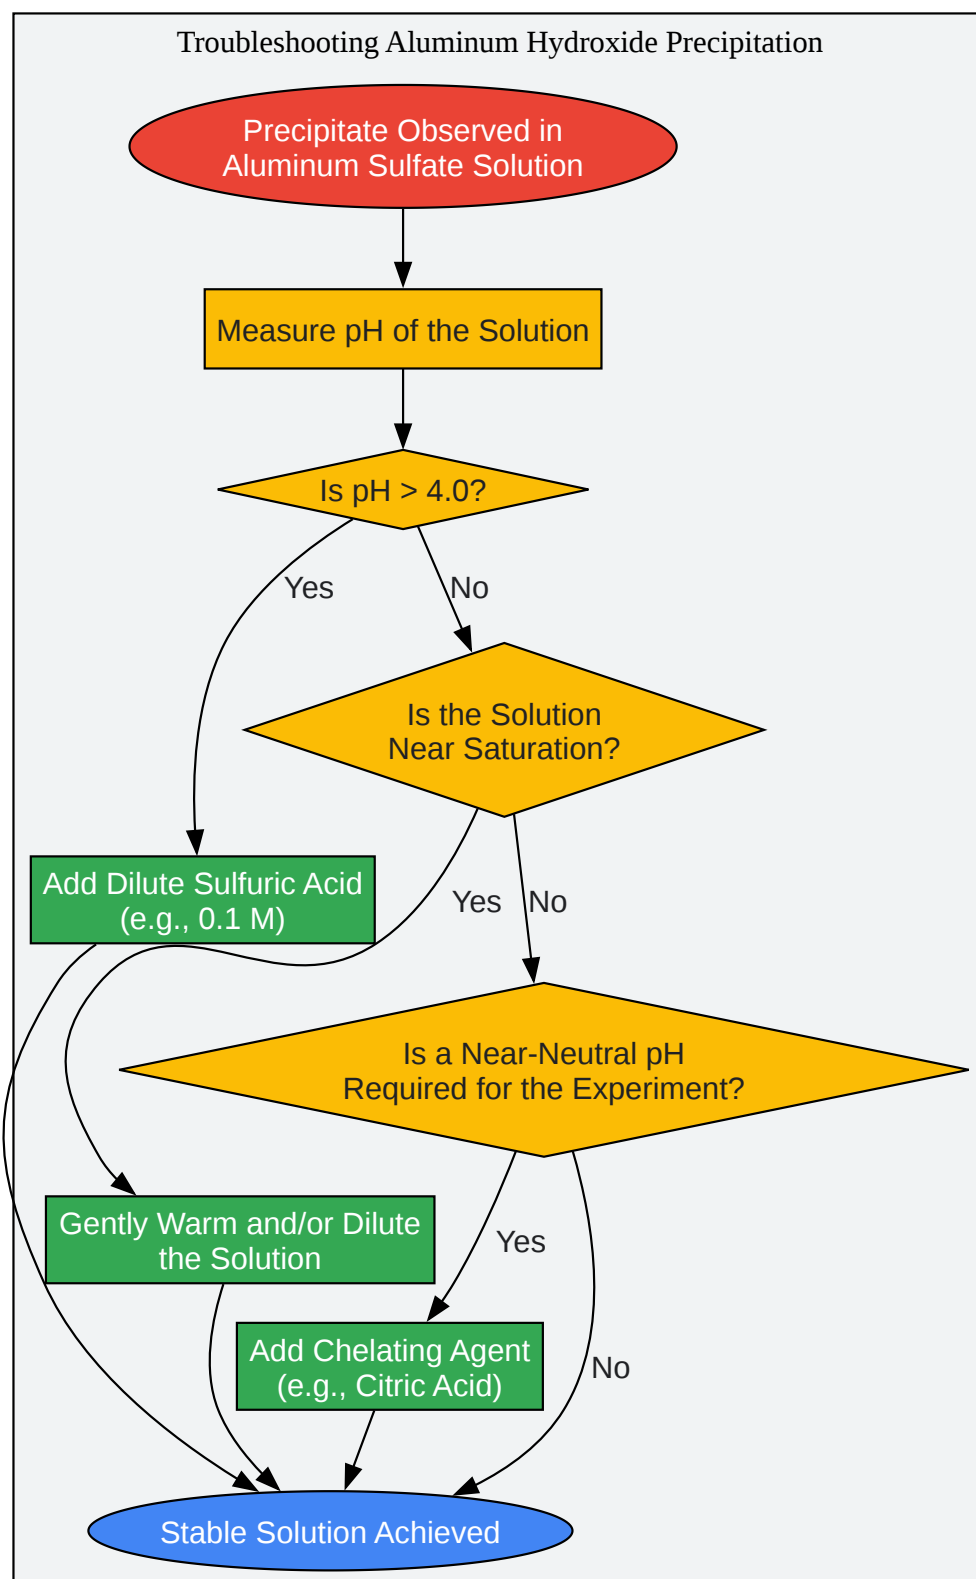 Troubleshooting Aluminum Hydroxide Precipitation
Precipitate Observed in
Aluminum Sulfate Solution
Measure pH of the Solution
Is pH > 4.0?
Yes
No
Is the Solution
Near Saturation?
Add Dilute Sulfuric Acid
(e.g., 0.1 M)
Yes
No
Is a Near-Neutral pH
Required for the Experiment?
Gently Warm and/or Dilute
the Solution
Yes
Add Chelating Agent
(e.g., Citric Acid)
No
Stable Solution Achieved